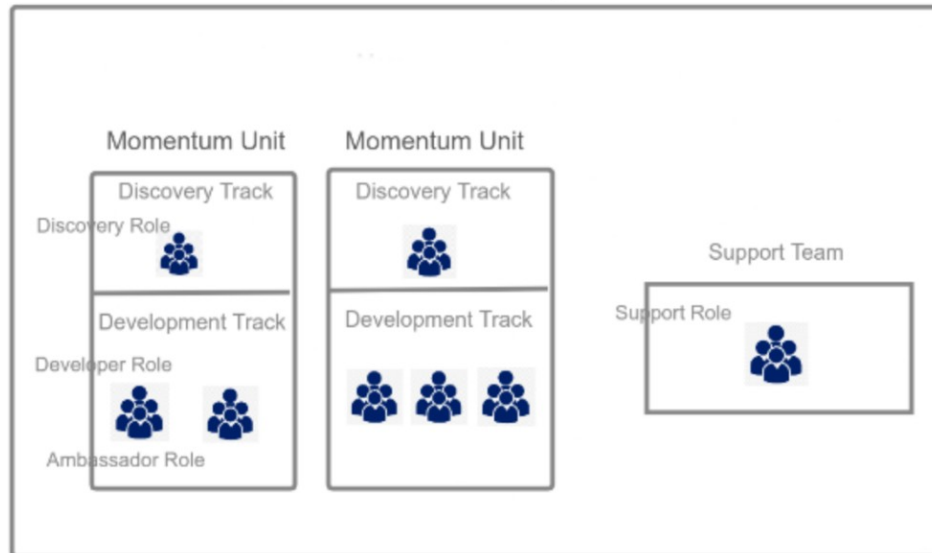 Momentum Unit
Momentum Unit
Discovery Track
Discovery Track
Discovery Role
Support Team
Support Role
Development Track
Development Track
Developer Role
Ambassador Role